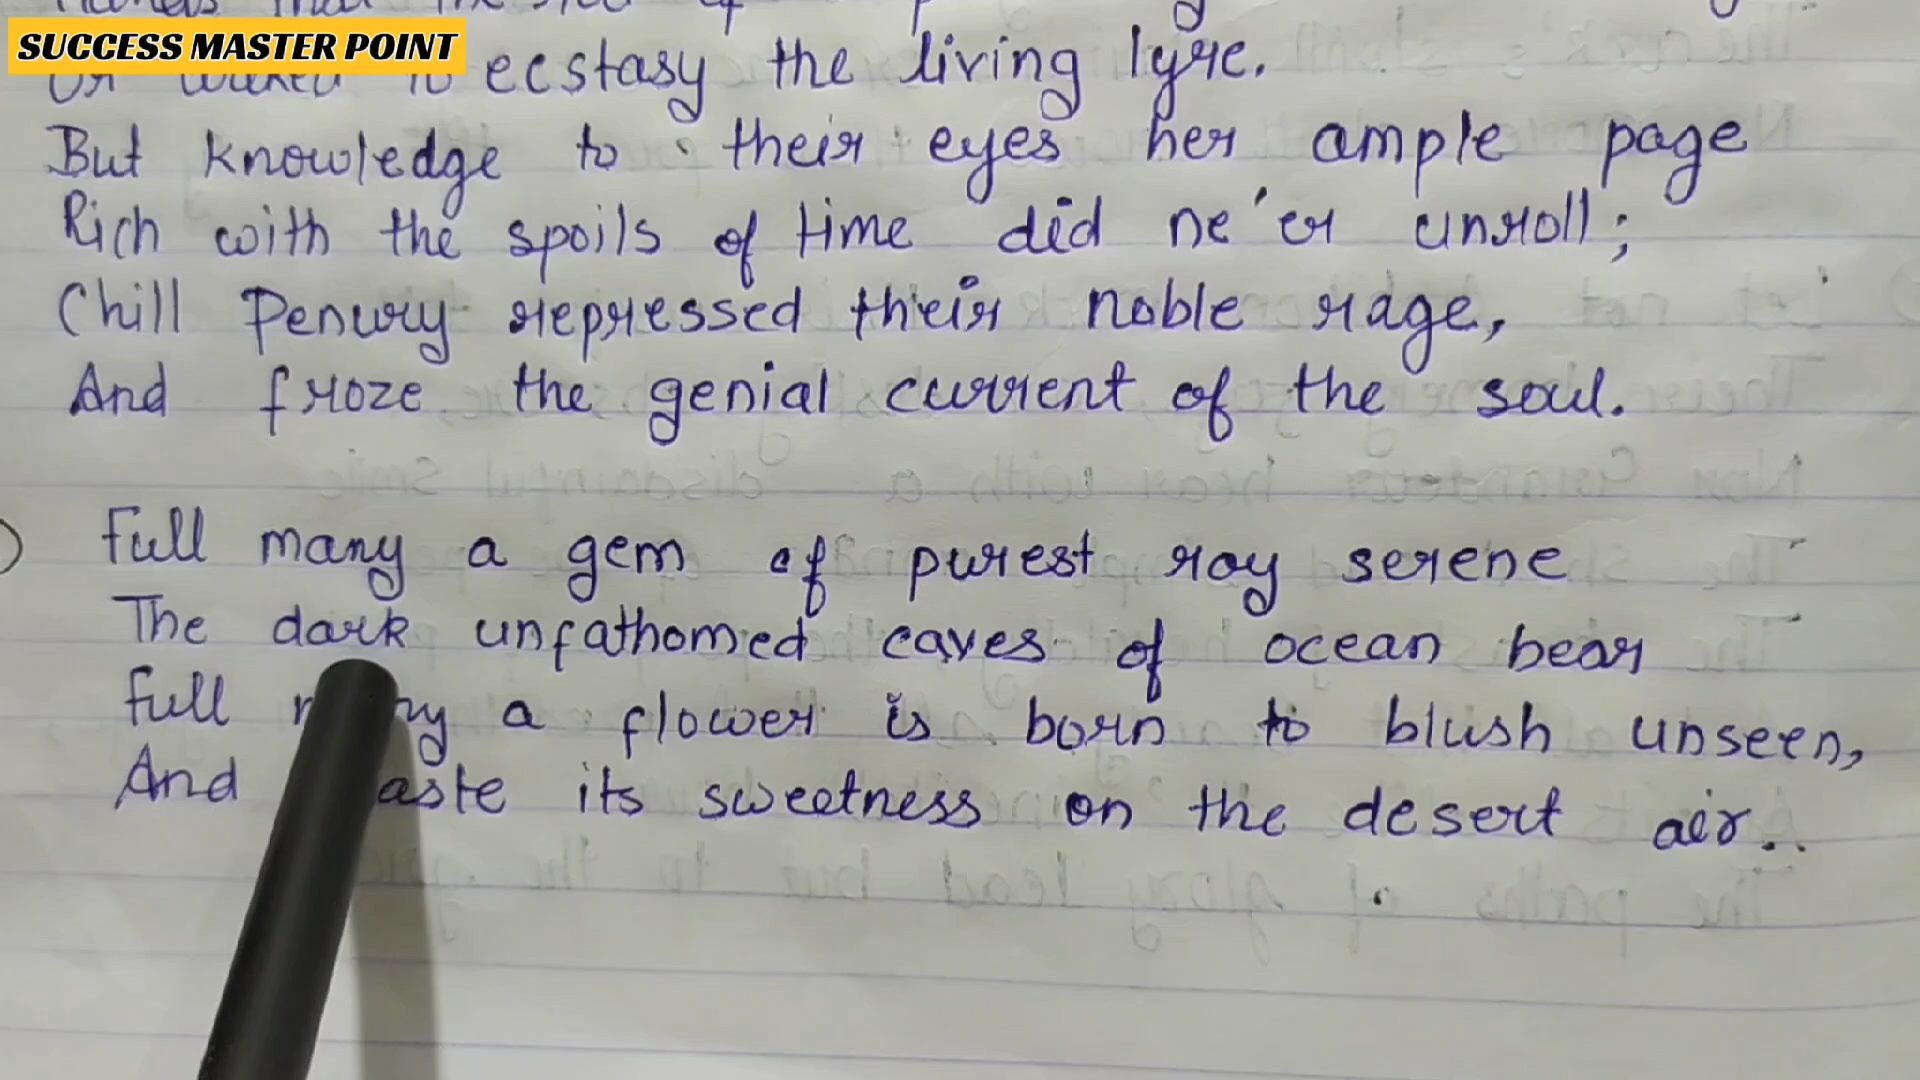 SUCCESS MASTER POINT
ecstasy the living lyre.
But knowledge to their eyes her ample page
Rich with the spoils of time did ne'er unroll;
Chill Penury repressed their noble rage,
And froze the genial current of the soul.
Full many a gem of purest ray serene
The dark unfathomed caves of ocean bear
Full a flower is born to blush unseen,
And its sweetness on the desert air.